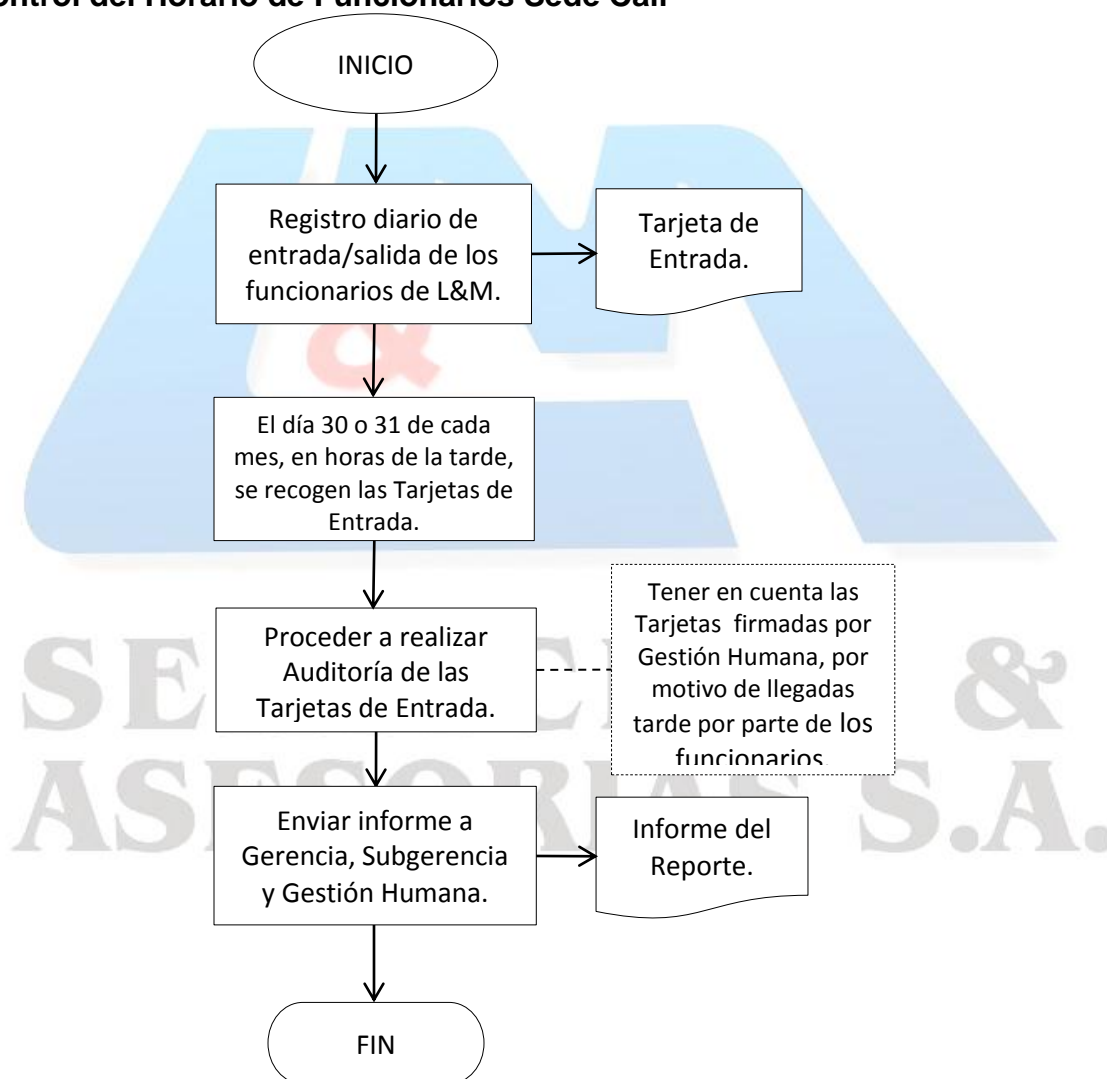 ontrol del Horario de Funcionarios Sede Cali
INICIO
Registro diario de
entrada/salida de los
funcionarios de L&M.
Tarjeta de
Entrada.
El día 30 o 31 de cada
mes, en horas de la tarde,
se recogen las Tarjetas de
Entrada.
Proceder a realizar
Auditoría de las
Tarjetas de Entrada.
Tener en cuenta las
Tarjetas firmadas por
Gestión Humana, por
motivo de llegadas
tarde por parte de los
funcionarios.
Enviar informe a
Gerencia, Subgerencia
y Gestión Humana.
Informe del
Reporte.
FIN
L&M
&
ASESORIAS S.A.